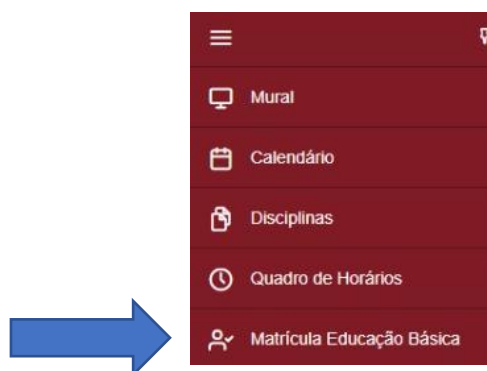 Mural
Calendário
Disciplinas
Quadro de Horários
Matrícula Educação Básica